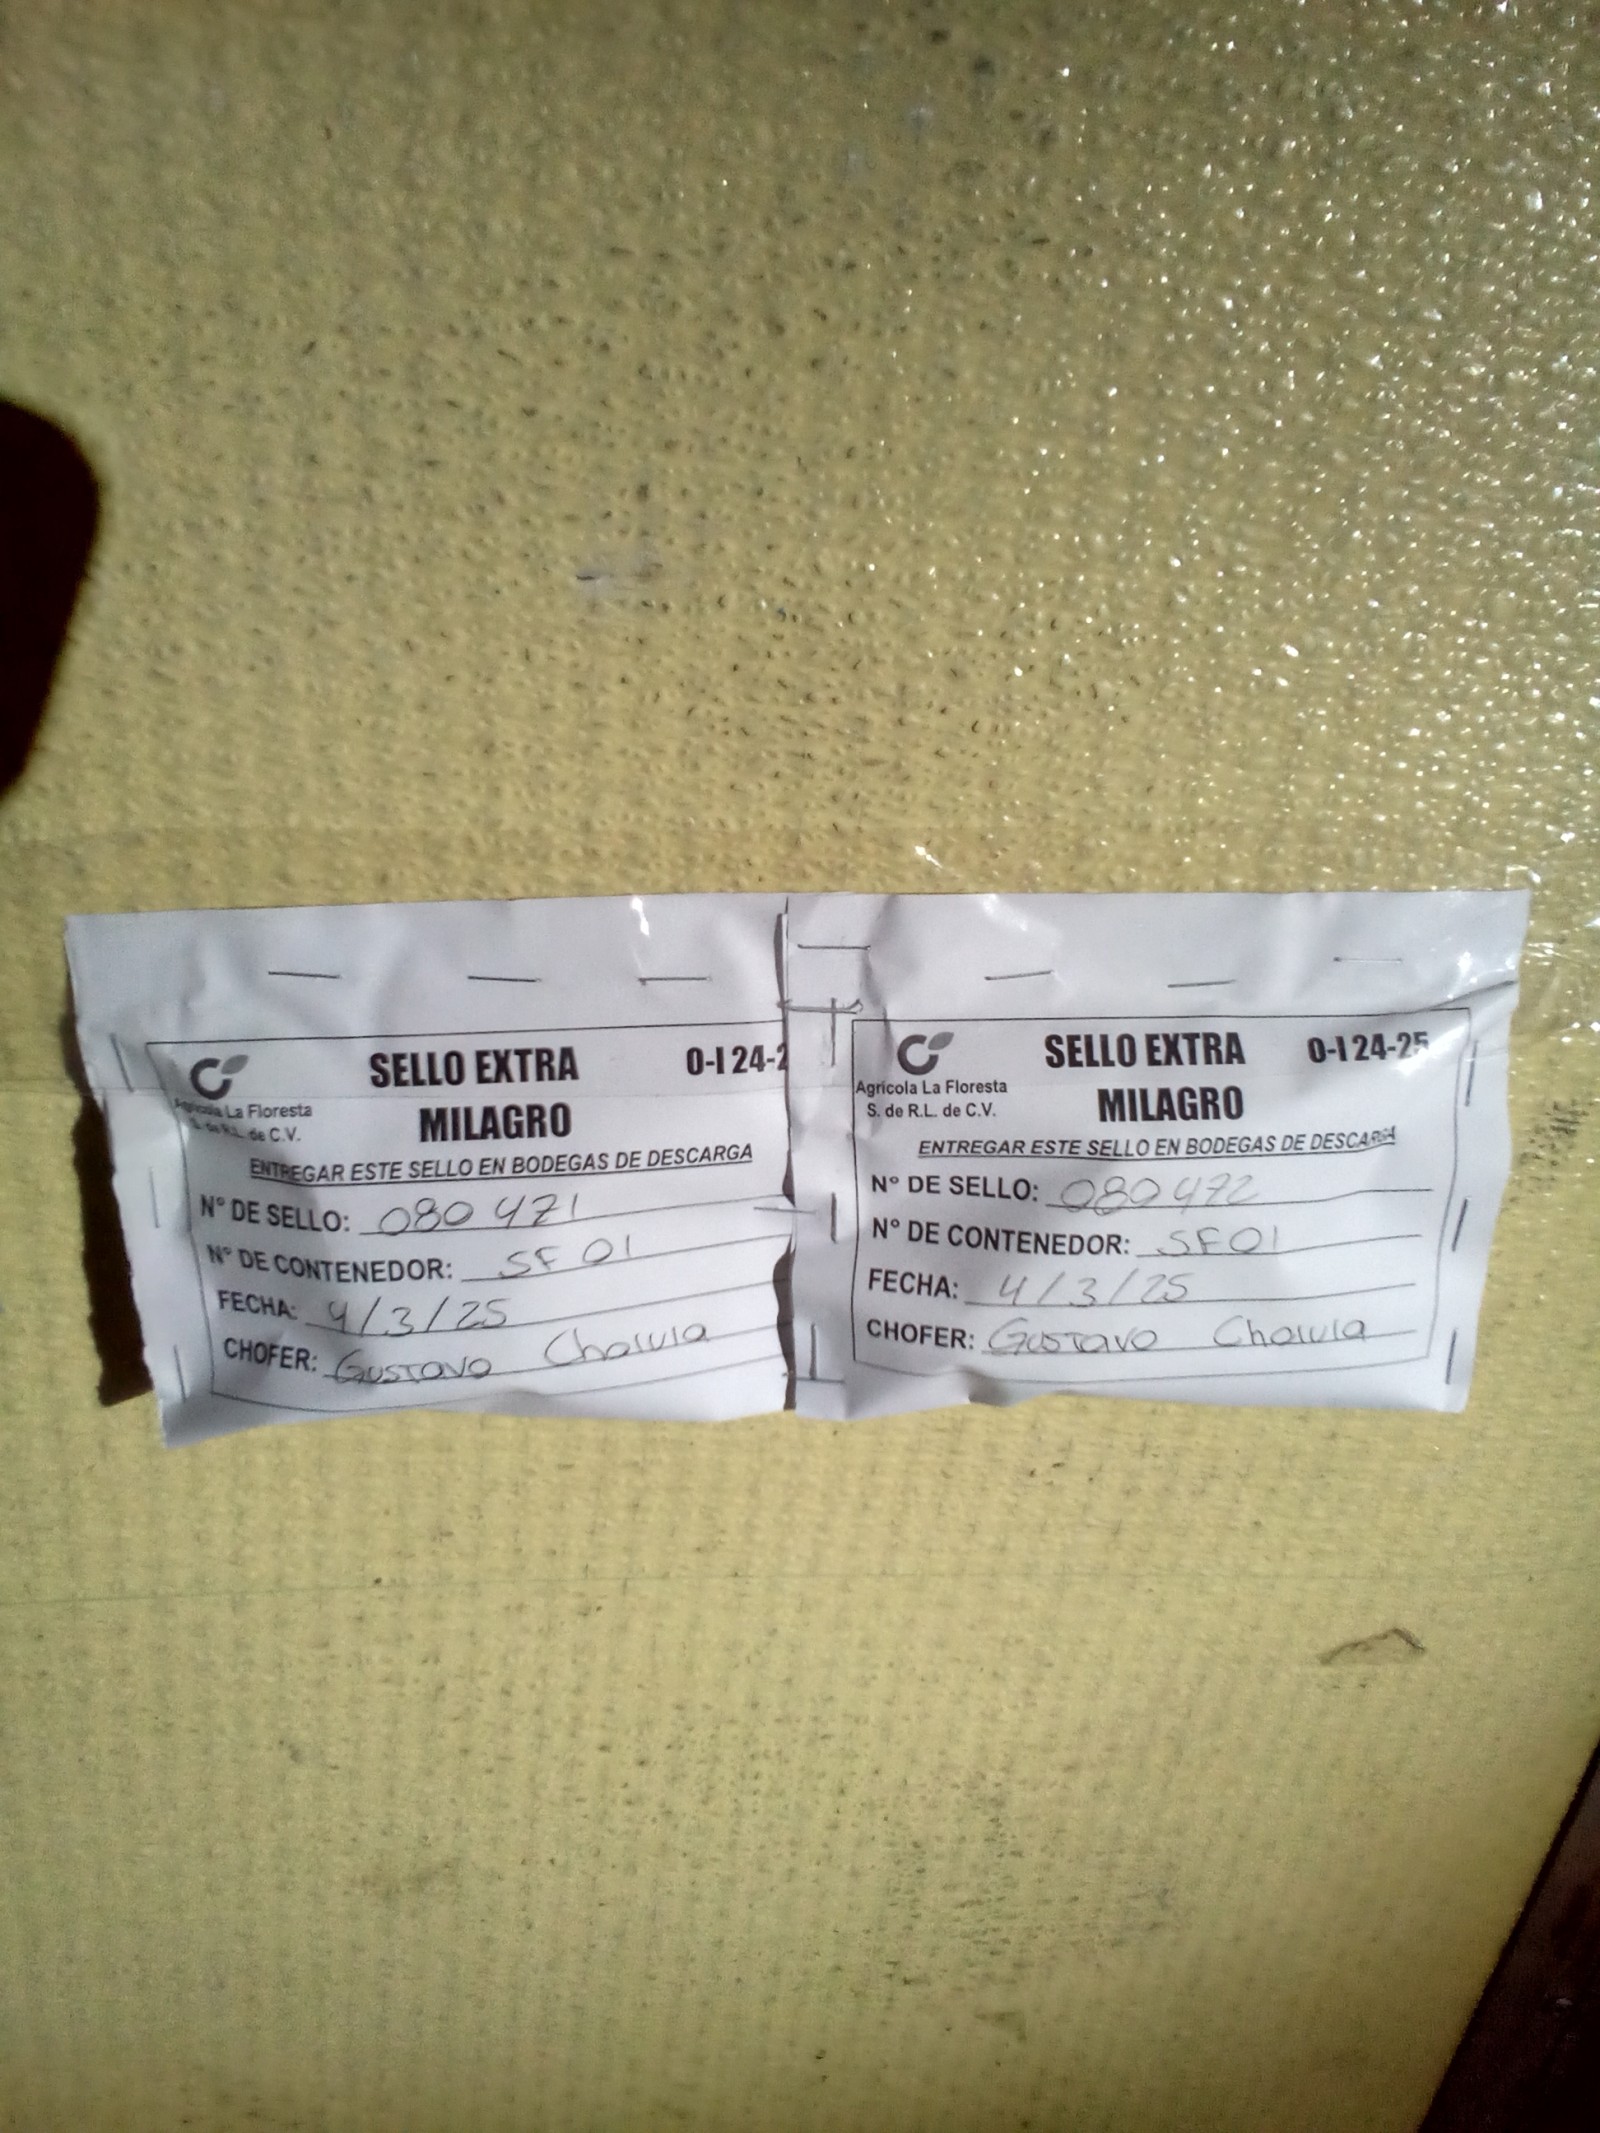 SELLO EXTRA 0-I 24-2
MILAGRO
Agrícola La Floresta
S. de R.L. de C.V.
ENTREGAR ESTE SELLO EN BODEGAS DE DESCARGA
N° DE SELLO: 080471
N° DE CONTENEDOR: SF01
FECHA: 4/3/25
CHOFER: Gustavo Cholula
SELLO EXTRA 0-I 24-25
MILAGRO
Agrícola La Floresta
S. de R.L. de C.V.
ENTREGAR ESTE SELLO EN BODEGAS DE DESCARGA
N° DE SELLO: 080472
N° DE CONTENEDOR: SF01
FECHA: 4/3/25
CHOFER: Gustavo Cholula